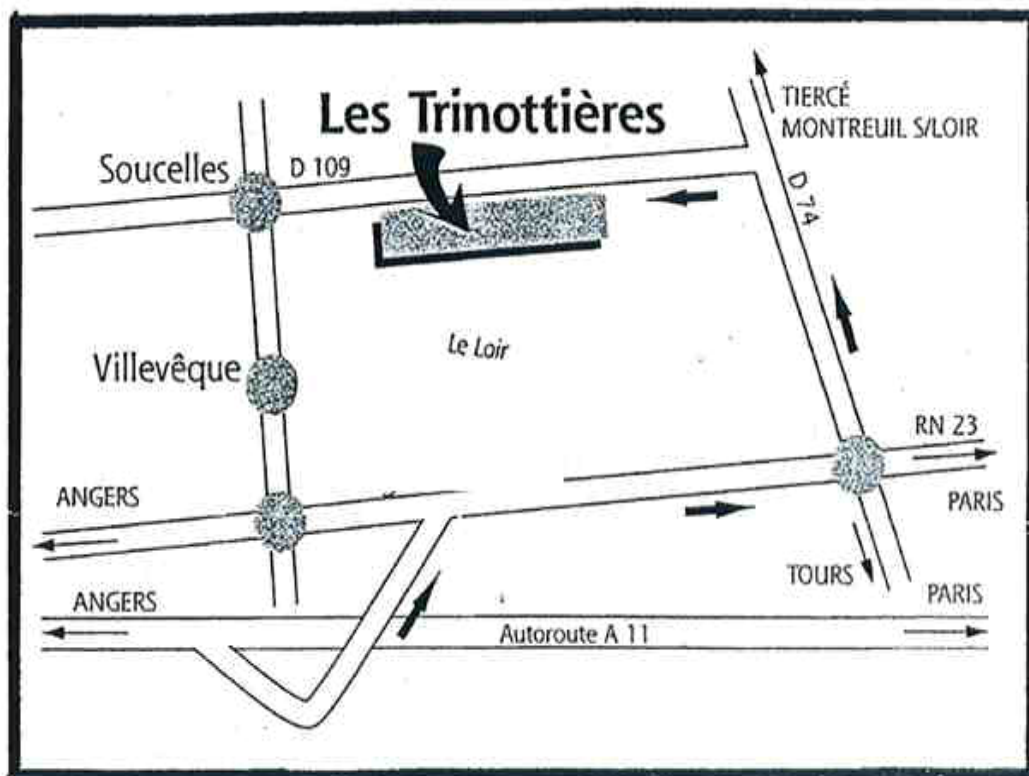 Les Trinottières
TIERCÉ
MONTREUIL S/LOIR
Soucelles
D 109
D 74
Villevêque
Le Loir
RN 23
ANGERS
PARIS
TOURS
ANGERS
PARIS
Autoroute A 11